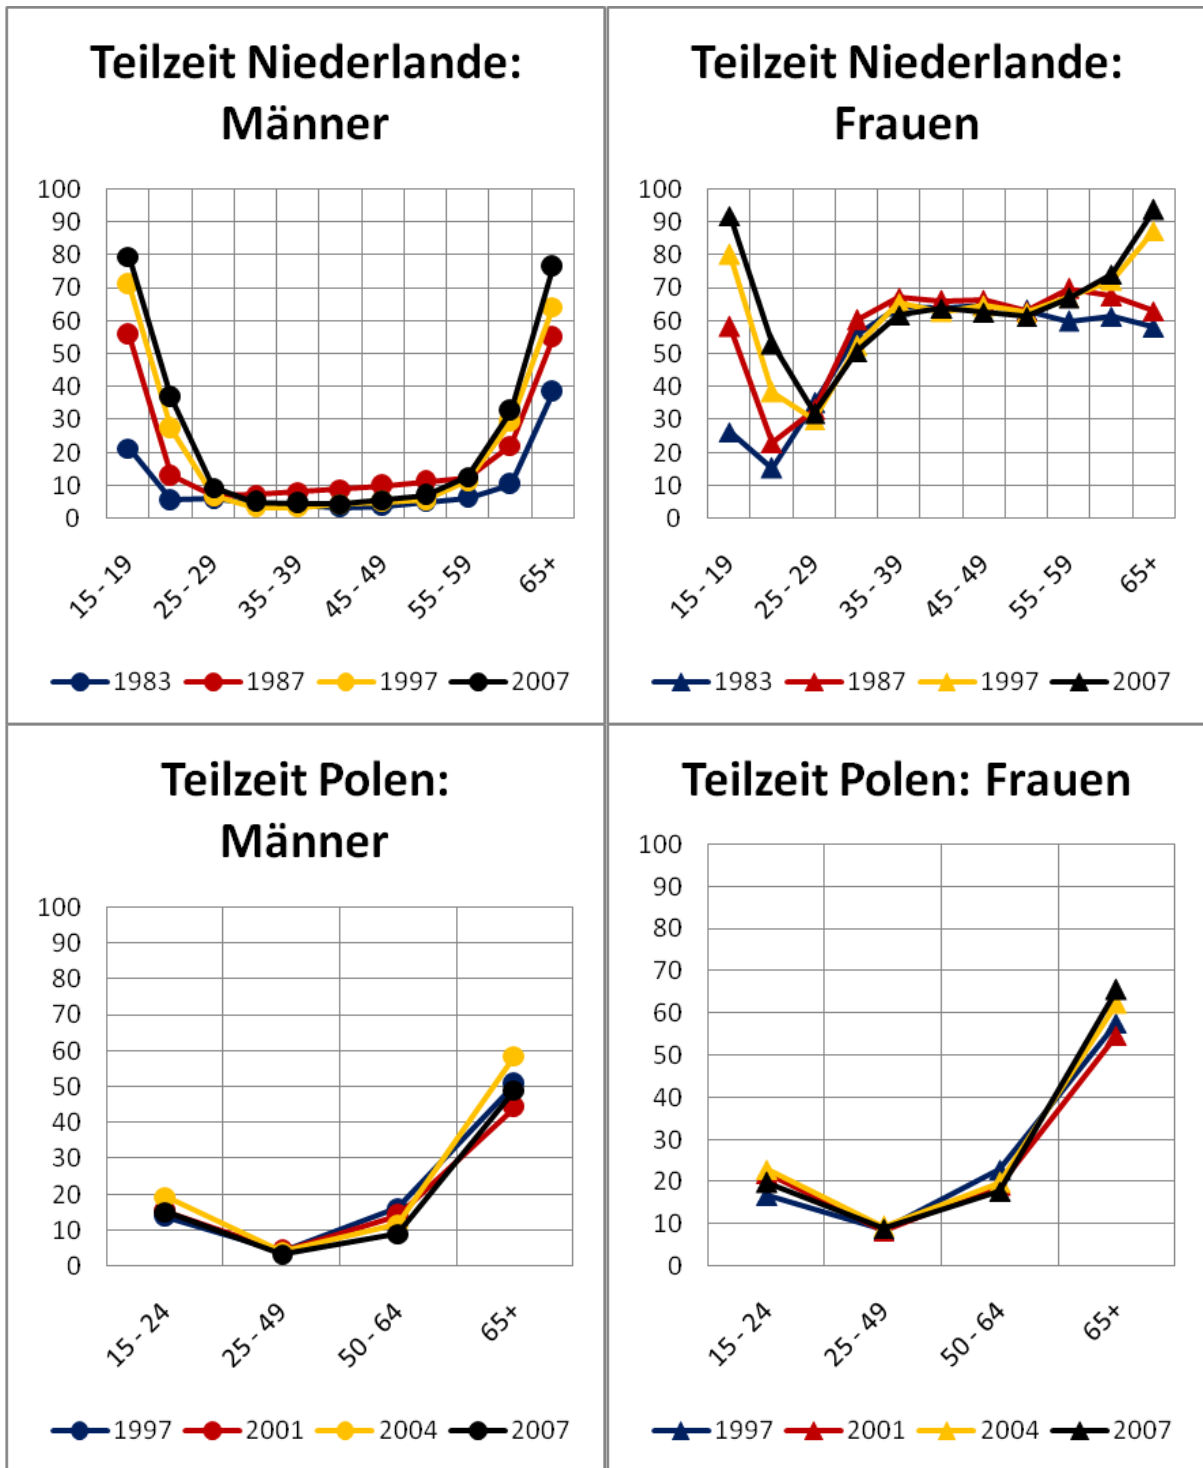 Teilzeit Niederlande:
Männer
100
90
80
70
60
50
40
30
20
10
0
15 - 19
25 - 29
35 - 39
45 - 49
55 - 59
65+
1983 1987 1997 2007
Teilzeit Niederlande:
Frauen
100
90
80
70
60
50
40
30
20
10
0
15 - 19
25 - 29
35 - 39
45 - 49
55 - 59
65+
1983 1987 1997 2007
Teilzeit Polen:
Männer
100
90
80
70
60
50
40
30
20
10
0
15 - 24
25 - 49
50 - 64
65+
1997 2001 2004 2007
Teilzeit Polen: Frauen
100
90
80
70
60
50
40
30
20
10
0
15 - 24
25 - 49
50 - 64
65+
1997 2001 2004 2007